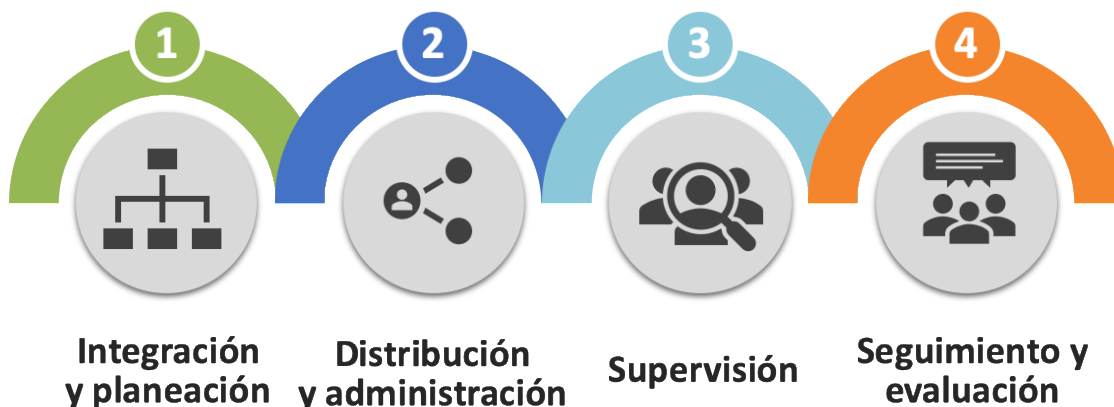 1
2
3
4
Integración
y planeación
Distribución
y administración
Supervisión
Seguimiento y
evaluación